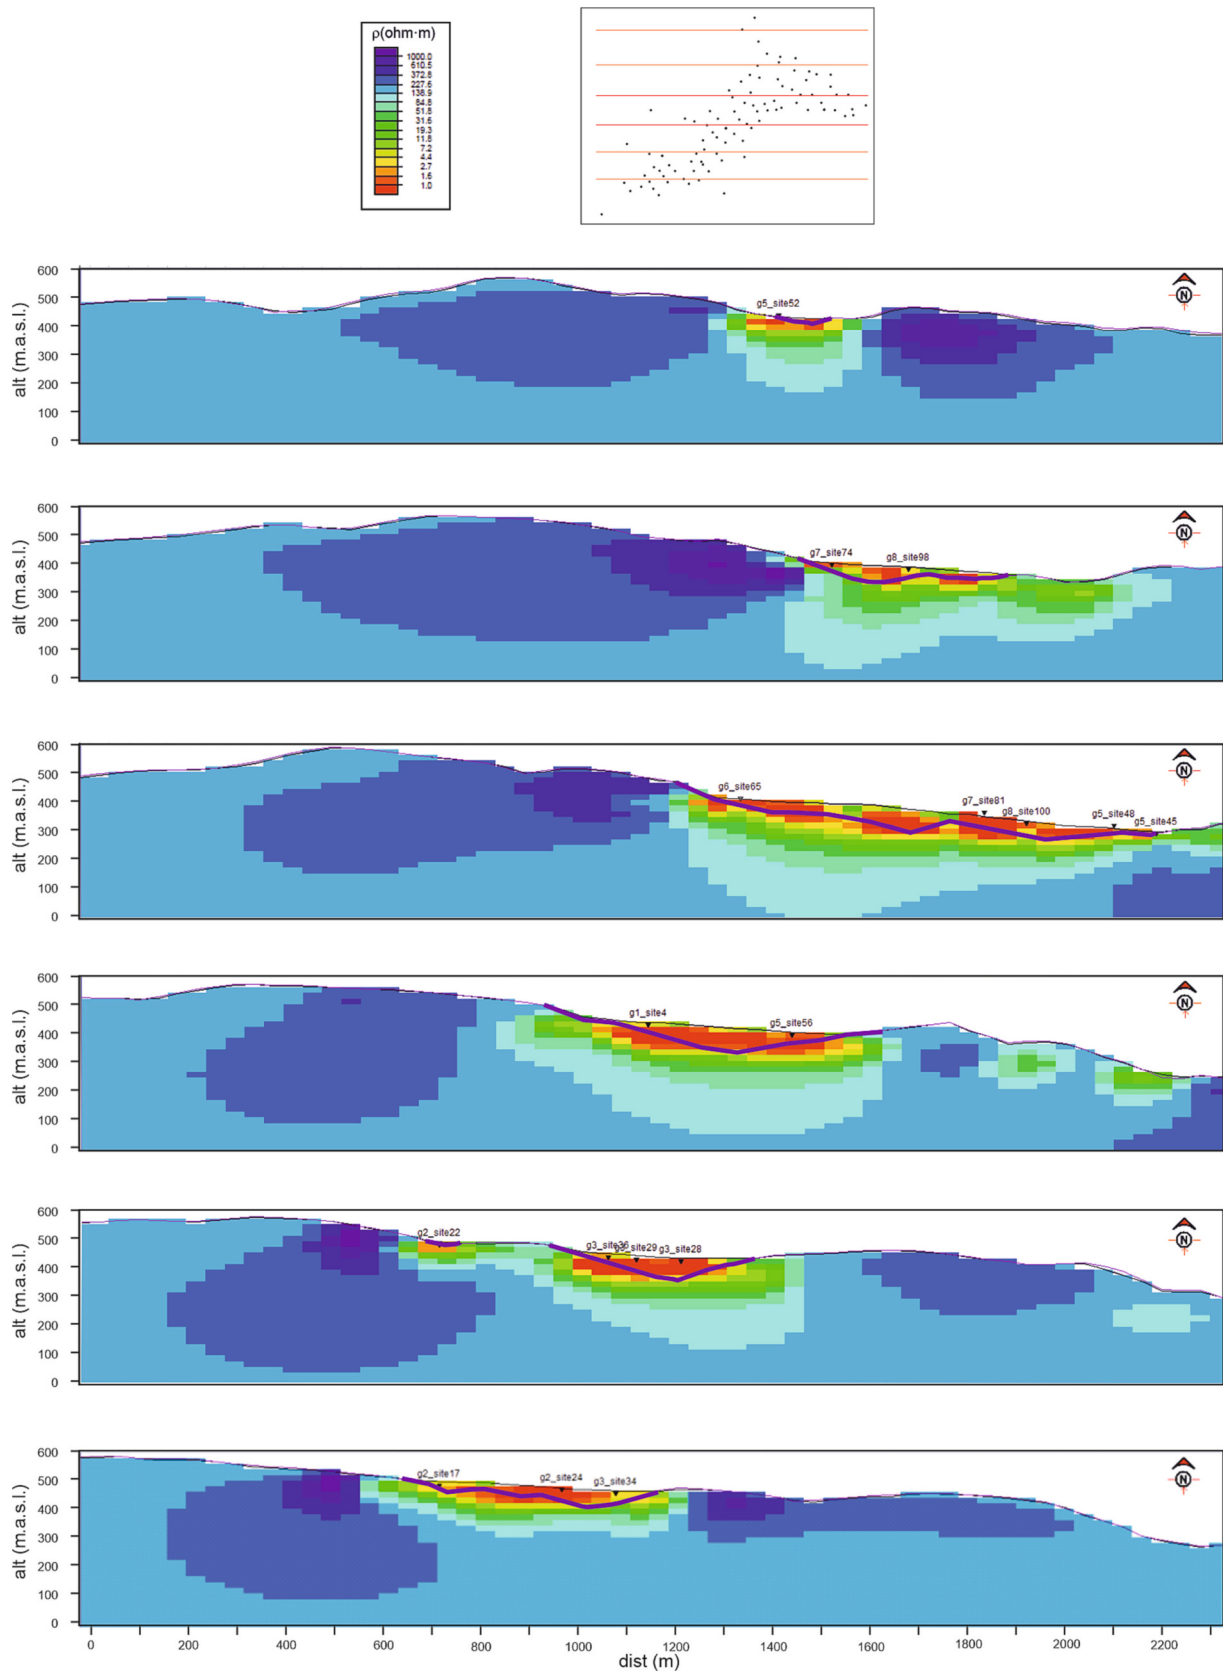 ρ(ohm·m)
1000.0
610.5
372.8
227.6
138.9
84.8
51.8
31.6
19.3
11.8
7.2
4.4
2.7
1.6
1.0
600
500
400
300
200
100
0
alt (m.a.s.l.)
g5_site52
N
600
500
400
300
200
100
0
alt (m.a.s.l.)
g7_site74
g8_site98
N
600
500
400
300
200
100
0
alt (m.a.s.l.)
g6_site65
g7_site81
g8_site100
g5_site48
g5_site45
N
600
500
400
300
200
100
0
alt (m.a.s.l.)
g1_site4
g5_site56
N
600
500
400
300
200
100
0
alt (m.a.s.l.)
g2_site22
g3_site36
g3_site28
N
600
500
400
300
200
100
0
alt (m.a.s.l.)
g2_site17
g2_site24
g3_site34
N
0 200 400 600 800 1000 1200 1400 1600 1800 2000 2200
dist (m)